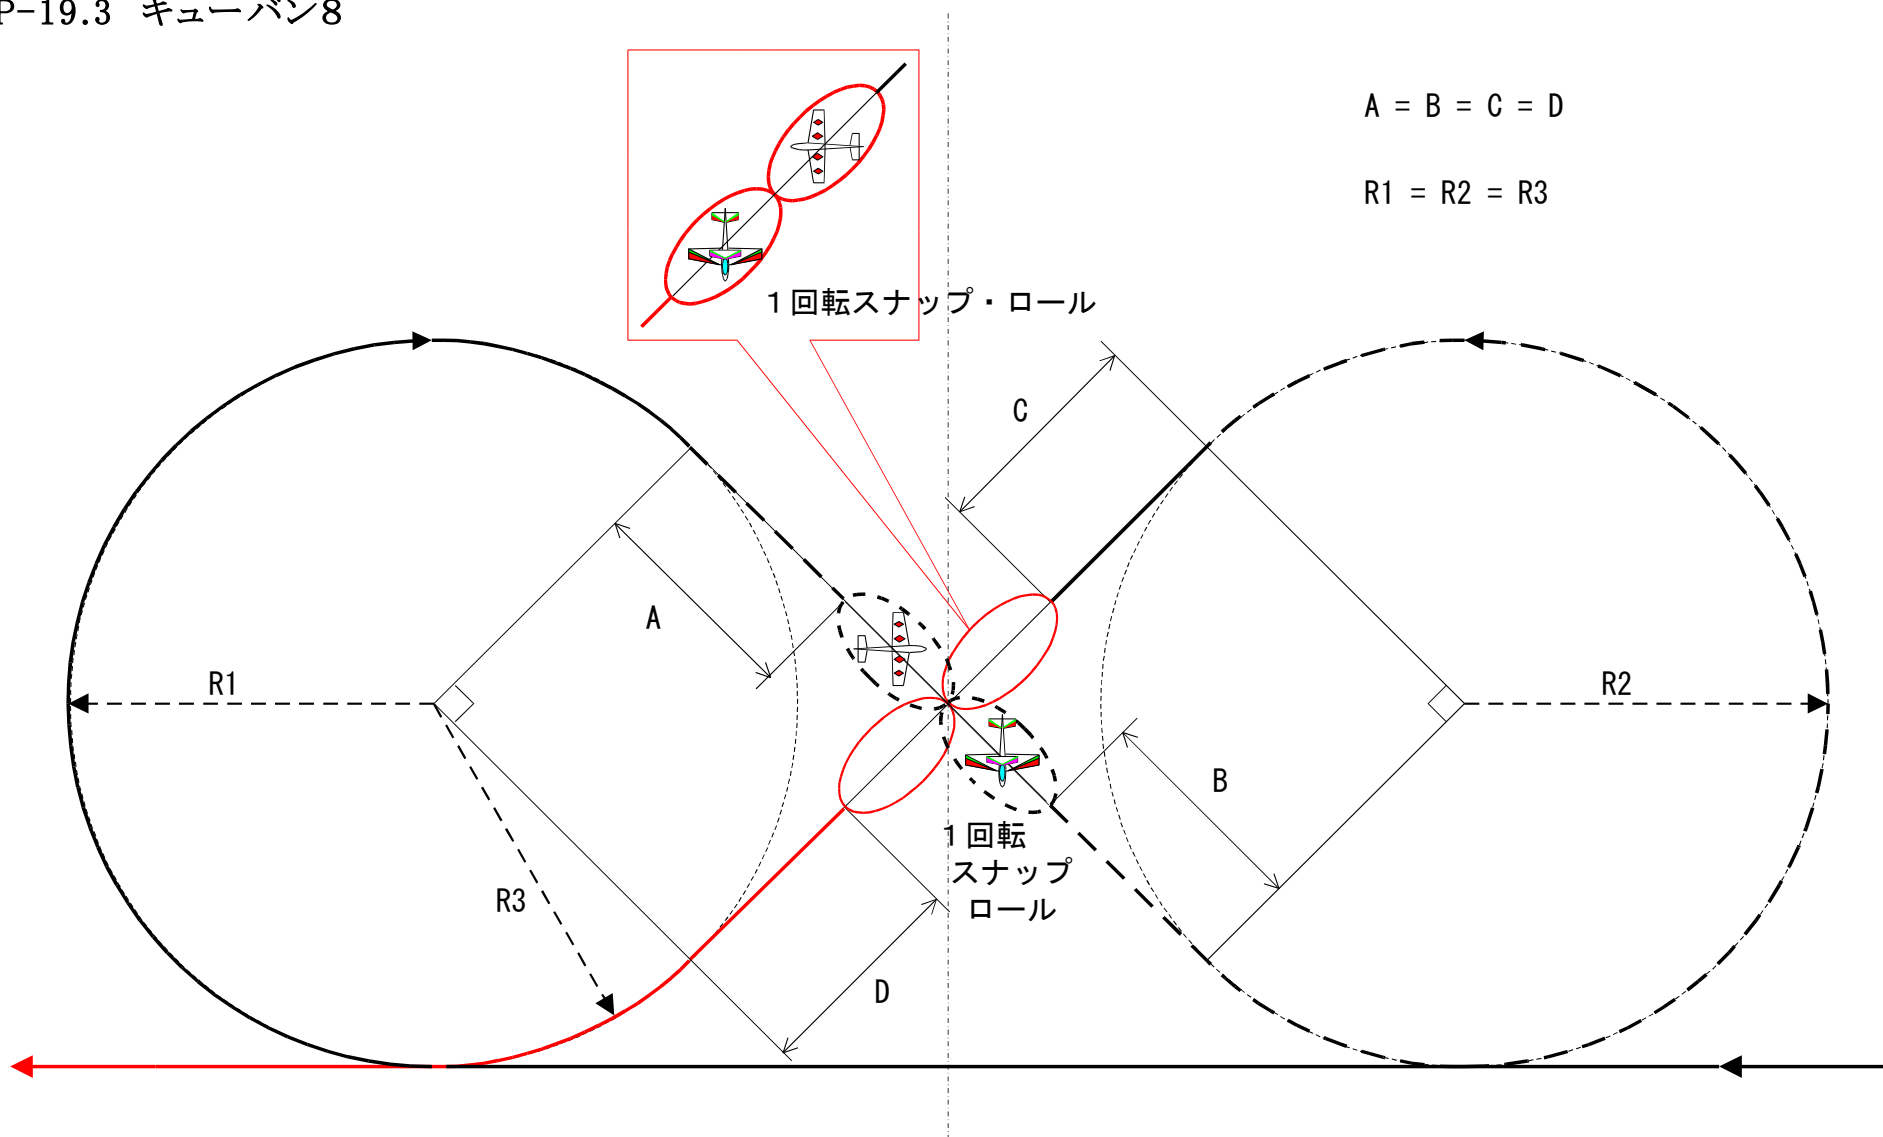 P-19.3 キューバン8
A = B = C = D
R1 = R2 = R3
1回転スナップ・ロール
C
A
R1
R2
B
1回転
スナップ
ロール
R3
D